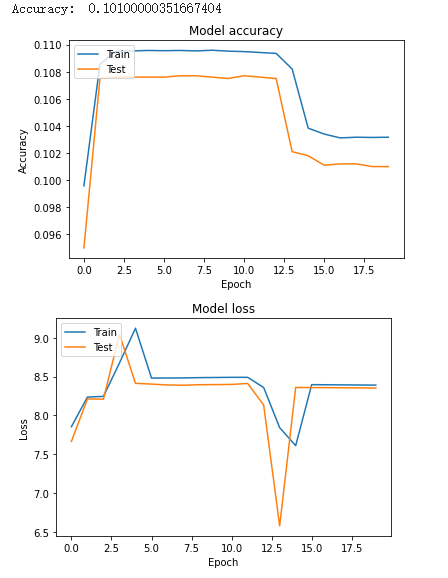 Accuracy: 0.10100000351667404
Model accuracy
0.110
0.108
0.106
0.104
0.102
0.100
0.098
0.096
Accuracy
Train
Test
0.0 2.5 5.0 7.5 10.0 12.5 15.0 17.5
Epoch
Model loss
9.0
8.5
8.0
7.5
7.0
6.5
Loss
Train
Test
0.0 2.5 5.0 7.5 10.0 12.5 15.0 17.5
Epoch